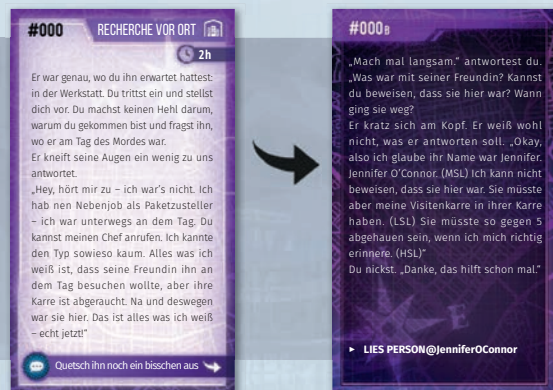 #000 RECHERCHE VOR ORT
2h
Er war genau, wo du ihn erwartet hattest:
in der Werkstatt. Du trittst ein und stellst
dich vor. Du machst keinen Hehl darum,
warum du gekommen bist und fragst ihn,
wo er am Tag des Mordes war.
Er kneift seine Augen ein wenig zu uns
antwortet.
„Hey, hört mir zu – ich war’s nicht. Ich
hab nen Nebenjob als Paketzusteller
– ich war unterwegs an dem Tag. Du
kannst meinen Chef anrufen. Ich kannte
den Typ sowieso kaum. Alles was ich
weiß ist, dass seine Freundin ihn an
dem Tag besuchen wollte, aber ihre
Karre ist abgeraucht. Na und deswegen
war sie hier. Das ist alles was ich weiß
– echt jetzt!“
Quetsch ihn noch ein bisschen aus
#000B
„Mach mal langsam.“ antwortest du.
„Was war mit seiner Freundin? Kannst
du beweisen, dass sie hier war? Wann
ging sie weg?
Er kratz sich am Kopf. Er weiß wohl
nicht, was er antworten soll. „Okay,
also ich glaube ihr Name war Jennifer.
Jennifer O’Connor. (MSL) Ich kann nicht
beweisen, dass sie hier war. Sie müsste
aber meine Visitenkarte in ihrer Karre
haben. (LSL) Sie müsste so gegen 5
abgehauen sein, wenn ich mich richtig
erinnere. (HSL)“
Du nickst. „Danke, das hilft schon mal.“
► LIES PERSON@JenniferOConnor